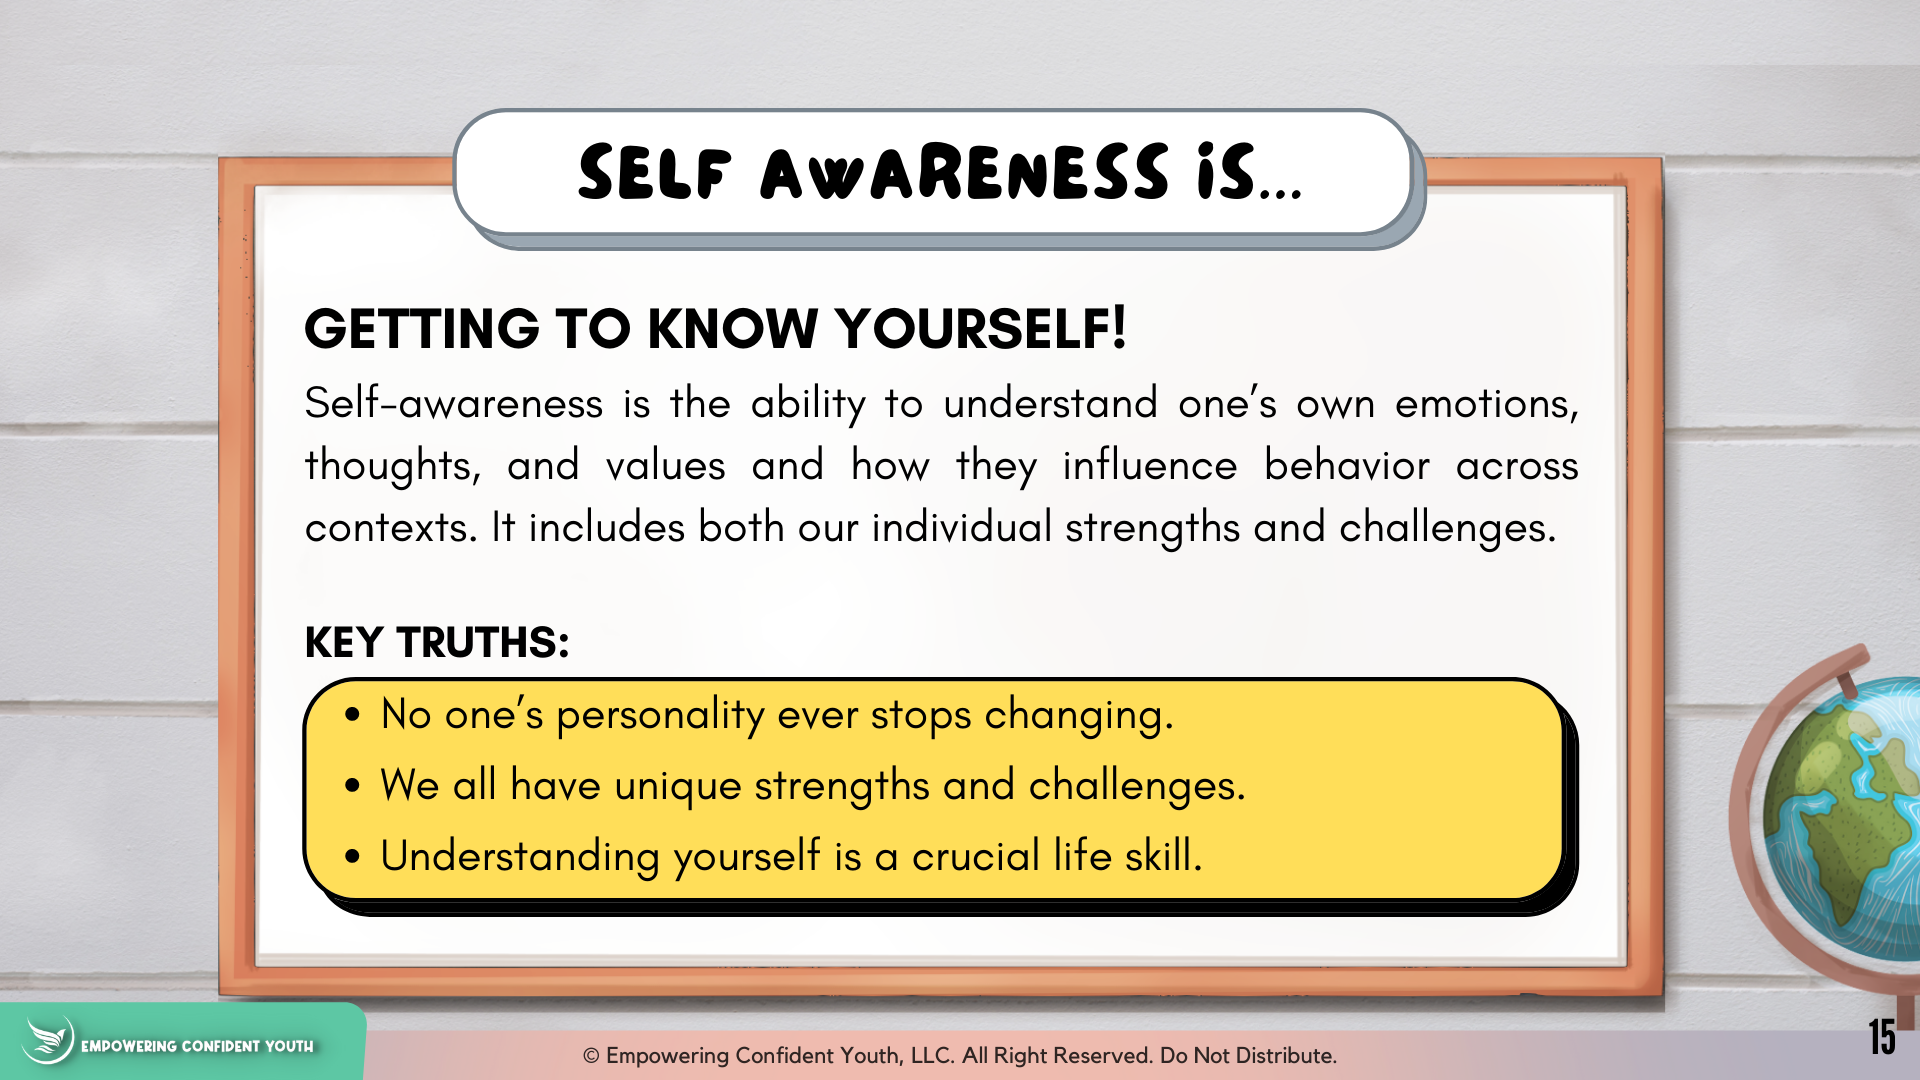 SELF AWARENESS iS...
GETTING TO KNOW YOURSELF!
Self-awareness is the ability to understand one’s own emotions,
thoughts, and values and how they influence behavior across
contexts. It includes both our individual strengths and challenges.
KEY TRUTHS:
• No one’s personality ever stops changing.
• We all have unique strengths and challenges.
• Understanding yourself is a crucial life skill.
EMPOWERING CONFIDENT YOUTH
© Empowering Confident Youth, LLC. All Right Reserved. Do Not Distribute.
15